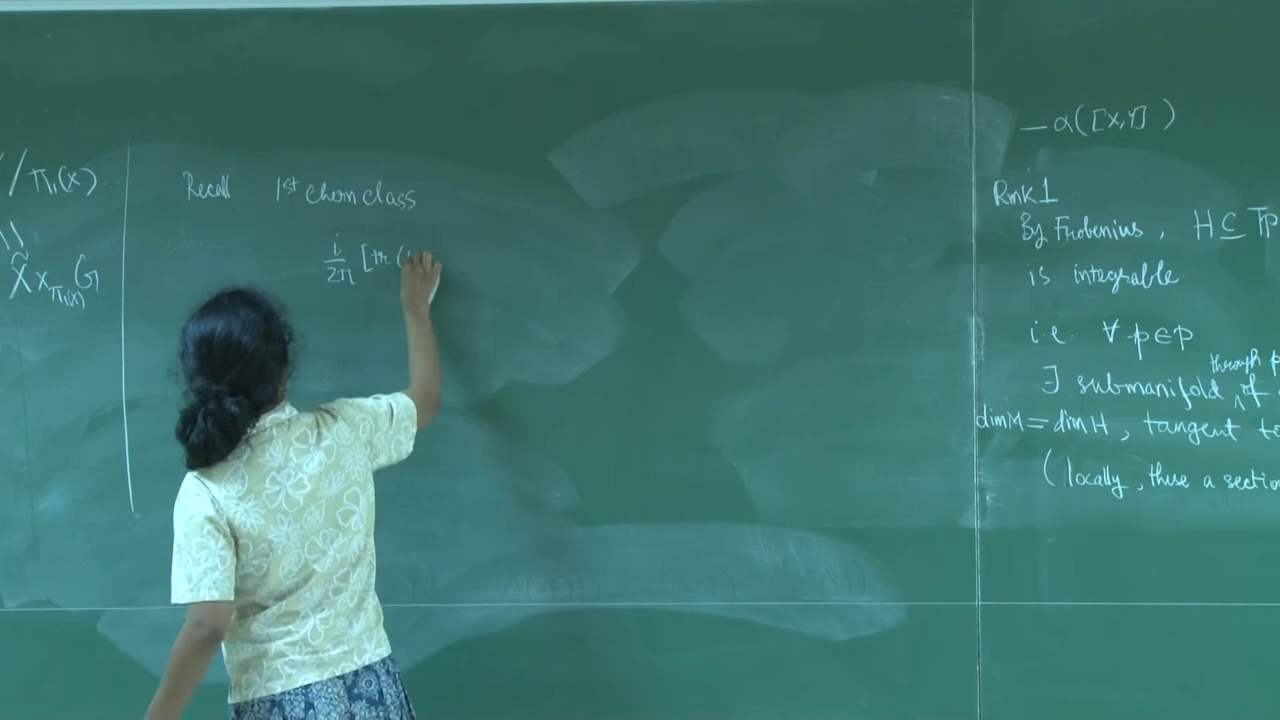 / π₁(x)
\\
X̃ x_{π₁(x)} G
Recall 1st chern class
i/2π [tr (
– α([X,Y])
Rmk 1
By Frobenius, H ⊆ Tp
is integrable
i.e. ∀ p ∈ p
through p
∃ submanifold ^ of
dim M = dim H, tangent to
(locally, these a section